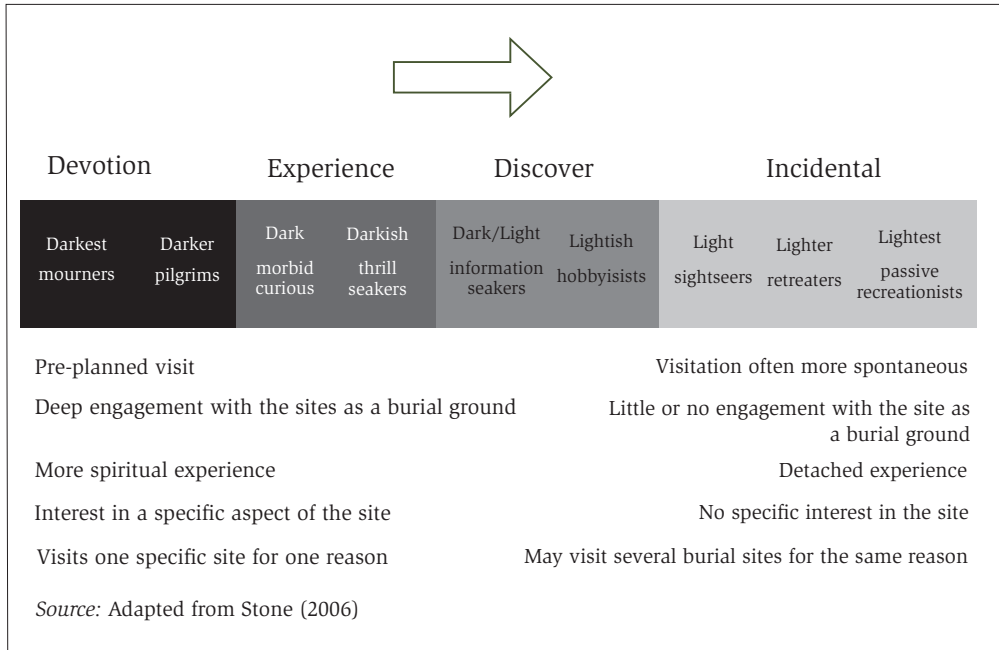 Devotion
Experience
Discover
Incidental
Darkest
mourners
Darker
pilgrims
Dark
morbid
curious
Darkish
thrill
seakers
Dark/Light
information
seakers
Lightish
hobbyisists
Light
sightseers
Lighter
retreaters
Lightest
passive
recreationists
Pre-planned visit
Visitation often more spontaneous
Deep engagement with the sites as a burial ground
Little or no engagement with the site as
a burial ground
More spiritual experience
Detached experience
Interest in a specific aspect of the site
No specific interest in the site
Visits one specific site for one reason
May visit several burial sites for the same reason
Source: Adapted from Stone (2006)